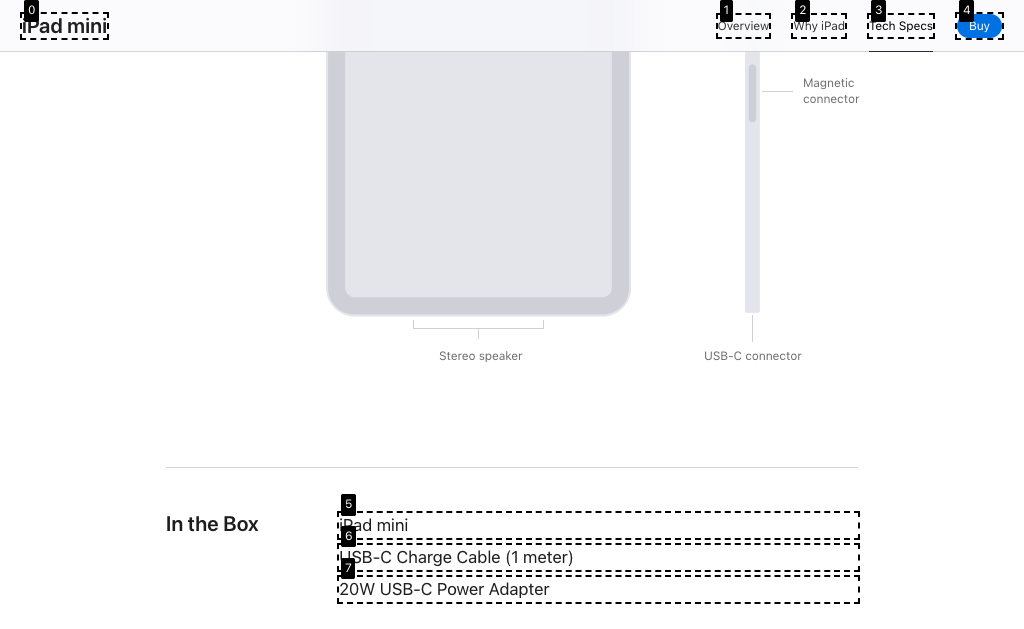 0
iPad mini
1
Overview
2
Why iPad
3
Tech Specs
4
Buy
Magnetic
connector
Stereo speaker
USB-C connector
In the Box
5
iPad mini
6
USB-C Charge Cable (1 meter)
7
20W USB-C Power Adapter